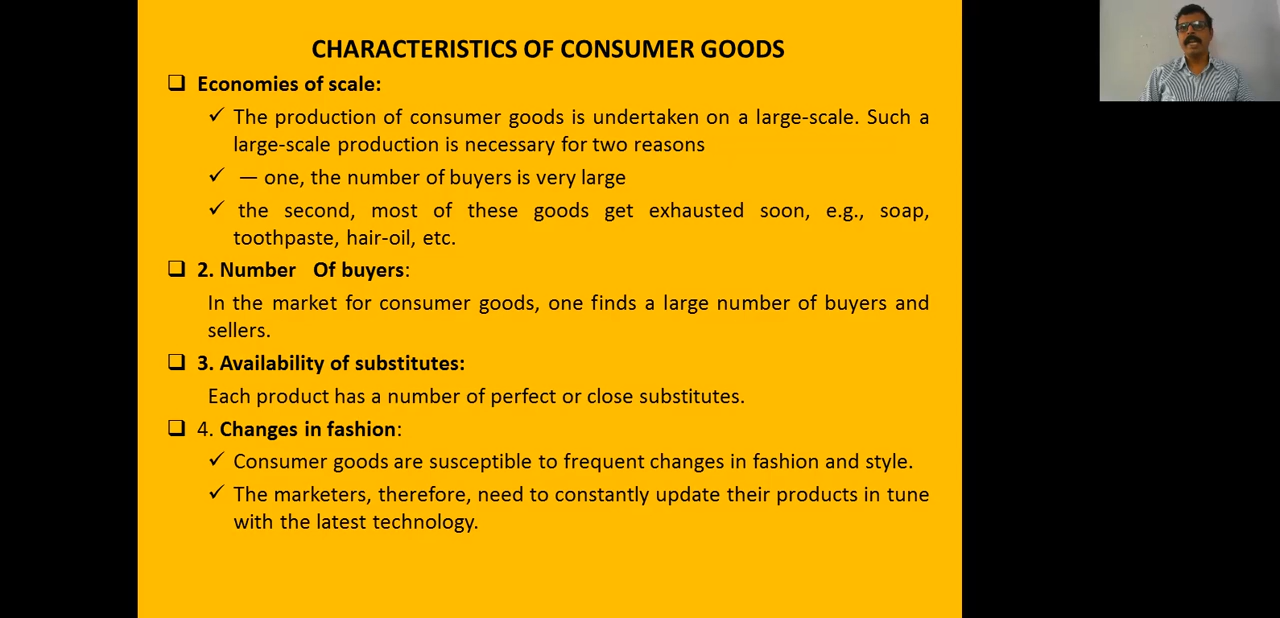 CHARACTERISTICS OF CONSUMER GOODS
❑ Economies of scale:
✓ The production of consumer goods is undertaken on a large-scale. Such a
large-scale production is necessary for two reasons
✓ — one, the number of buyers is very large
✓ the second, most of these goods get exhausted soon, e.g., soap,
toothpaste, hair-oil, etc.
❑ 2. Number Of buyers:
In the market for consumer goods, one finds a large number of buyers and
sellers.
❑ 3. Availability of substitutes:
Each product has a number of perfect or close substitutes.
❑ 4. Changes in fashion:
✓ Consumer goods are susceptible to frequent changes in fashion and style.
✓ The marketers, therefore, need to constantly update their products in tune
with the latest technology.